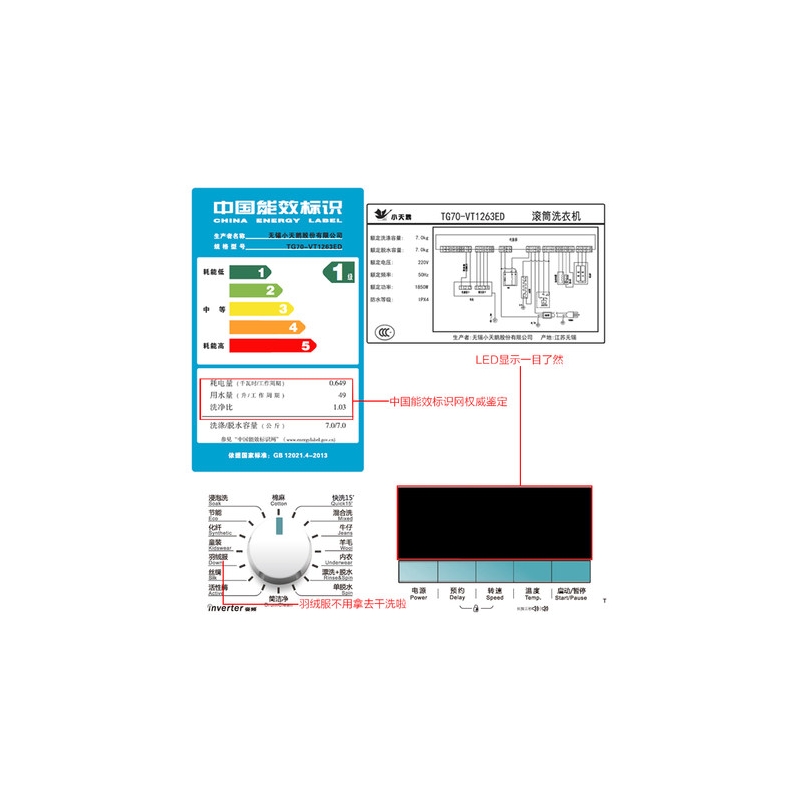 中国能效标识
CHINA ENERGY LABEL
生产者名称 无锡小天鹅股份有限公司
规格型号 TG70-VT1263ED
耗能低
1
1级
2
中 等
3
4
耗能高
5
耗电量(千瓦时/工作周期) 0.649
用水量(升/工作周期) 49
洗净比 1.03
洗涤/脱水容量(公斤) 7.0/7.0
参见“中国能效标识网”(www.energylabel.gov.cn)
依据国家标准:GB 12021.4-2013
小天鹅 TG70-VT1263ED 滚筒洗衣机
额定洗涤容量: 7.0kg
额定脱水容量: 7.0kg
额定电压: 220V
额定频率: 50Hz
额定功率: 1850W
防水等级: IPX4
生产者:无锡小天鹅股份有限公司 产地:江苏无锡
LED显示一目了然
中国能效标识网权威鉴定
浸泡洗
Soak
节能
Eco
化纤
Synthetic
童装
Kidswear
羽绒服
Down
丝绸
Silk
活性酶
Active
棉麻
Cotton
快洗15'
Quick15'
混合洗
Mixed
牛仔
Jeans
羊毛
Wool
内衣
Underwear
漂洗+脱水
Rinse&Spin
单脱水
Spin
筒洁净
DrumClean
inverter 变频
羽绒服不用拿去干洗啦
电源
Power
预约
Delay
转速
Speed
温度
Temp.
启动/暂停
Start/Pause
T